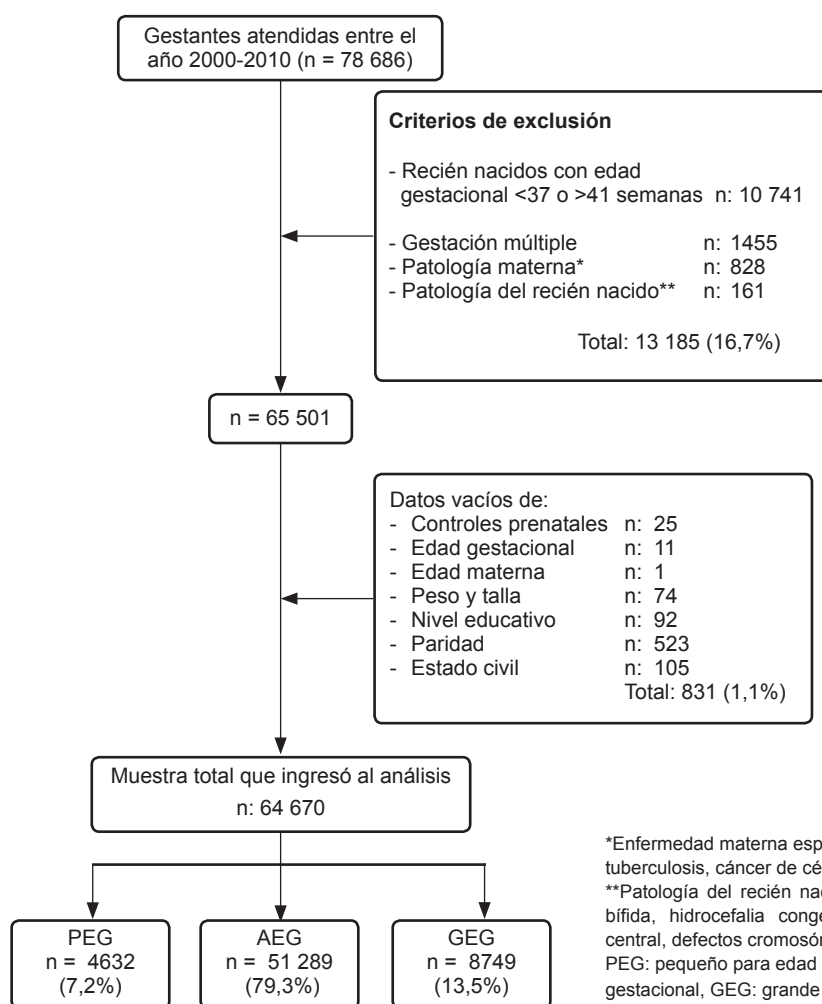 Gestantes atendidas entre el
año 2000-2010 (n = 78 686)
Criterios de exclusión
- Recién nacidos con edad
gestacional <37 o >41 semanas n: 10 741
- Gestación múltiple n: 1455
- Patología materna* n: 828
- Patología del recién nacido** n: 161
Total: 13 185 (16,7%)
n = 65 501
Datos vacíos de:
- Controles prenatales n: 25
- Edad gestacional n: 11
- Edad materna n: 1
- Peso y talla n: 74
- Nivel educativo n: 92
- Paridad n: 523
- Estado civil n: 105
Total: 831 (1,1%)
Muestra total que ingresó al análisis
n: 64 670
PEG
n = 4632
(7,2%)
AEG
n = 51 289
(79,3%)
GEG
n = 8749
(13,5%)
*Enfermedad materna
tuberculosis, cáncer de
**Patología del recién
bífida, hidrocefalia
central, defectos
PEG: pequeño para edad
gestacional, GEG: grande